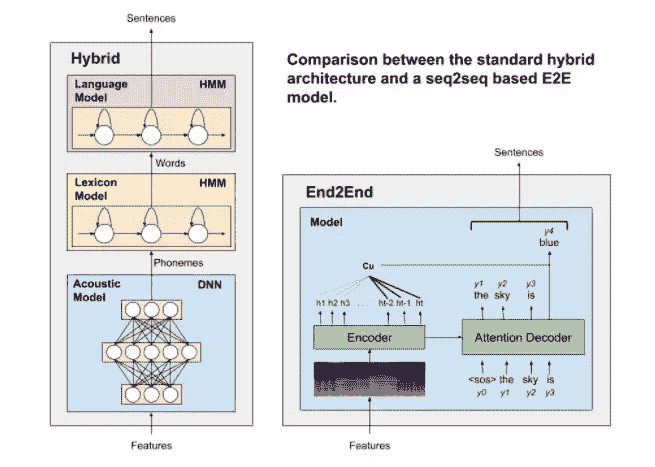 Sentences
Hybrid
Language Model
HMM
Words
Lexicon Model
HMM
Phonemes
Acoustic Model
DNN
Features
Comparison between the standard hybrid
architecture and a seq2seq based E2E
model.
Sentences
End2End
Model
y4
blue
Cu
y1 y2 y3
the sky is
h1 h2 h3 . . . ht-2 ht-1 ht
Encoder
Attention Decoder
<sos> the sky is
y0 y1 y2 y3
Features